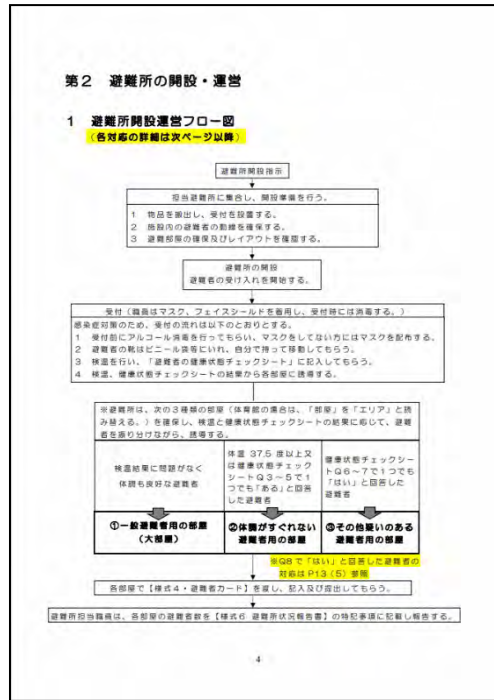 第2 避難所の開設・運営
1 避難所開設運営フロー図
（各対応の詳細は次ページ以降）
避難所開設指示
担当避難所に集合し、開設準備を行う。
1 物品を搬出し、受付を設置する。
2 施設内の避難者の動線を確保する。
3 避難部屋の確保及びレイアウトを確認する。
避難所の開設
避難者の受け入れを開始する。
受付（職員はマスク、フェイスシールドを着用し、受付時には消毒する。）
感染症対策のため、受付の流れは以下のとおりとする。
1 受付前にアルコール消毒を行ってもらい、マスクをしてない方にはマスクを配布する。
2 避難者の靴はビニール袋等にいれ、自分で持って移動してもらう。
3 検温を行い、「避難者の健康状態チェックシート」に記入してもらう。
4 検温、健康状態チェックシートの結果から各部屋に誘導する。
※避難所は、次の3種類の部屋（体育館の場合は、「部屋」を「エリア」と読
み替える。）を確保し、検温と健康状態チェックシートの結果に応じて、避難
者を振り分けながら、誘導する。
検温結果に問題がなく
体調も良好な避難者
体温 37.5 度以上又
は健康状態チェック
シートQ3～5で1
つでも「ある」と回答
した避難者
健康状態チェックシー
トQ6～7で1つでも
「はい」と回答した
避難者
①一般避難者用の部屋
（大部屋）
②体調がすぐれない
避難者用の部屋
③その他疑いのある
避難者用の部屋
※Q8で「はい」と回答した避難者の
対応はP13（5）参照
各部屋で【様式4・避難者カード】を渡し、記入及び提出してもらう。
避難所担当職員は、各部屋の避難者数を【様式6 避難所状況報告書】の特記事項に記載し報告する。
4